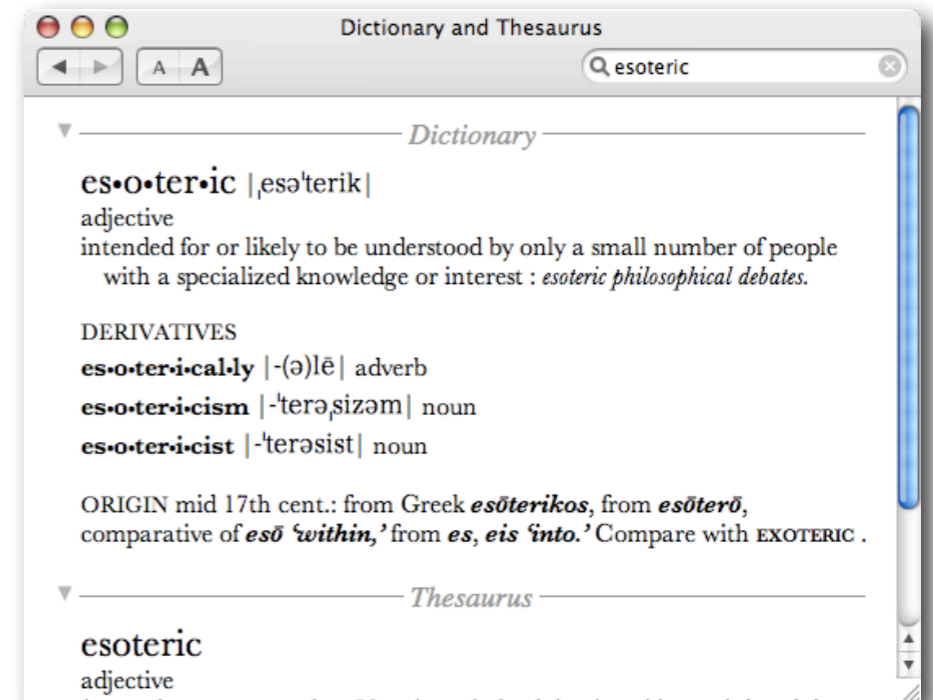 Dictionary and Thesaurus
A A
esoteric
Dictionary
es•o•ter•ic |ˌesəˈterik|
adjective
intended for or likely to be understood by only a small number of people
with a specialized knowledge or interest : esoteric philosophical debates.
DERIVATIVES
es•o•ter•i•cal•ly |-(ə)lē| adverb
es•o•ter•i•cism |-ˈterəˌsizəm| noun
es•o•ter•i•cist |-ˈterəsist| noun
ORIGIN mid 17th cent.: from Greek esōterikos, from esōterō,
comparative of esō ‘within,’ from es, eis ‘into.’ Compare with EXOTERIC .
Thesaurus
esoteric
adjective